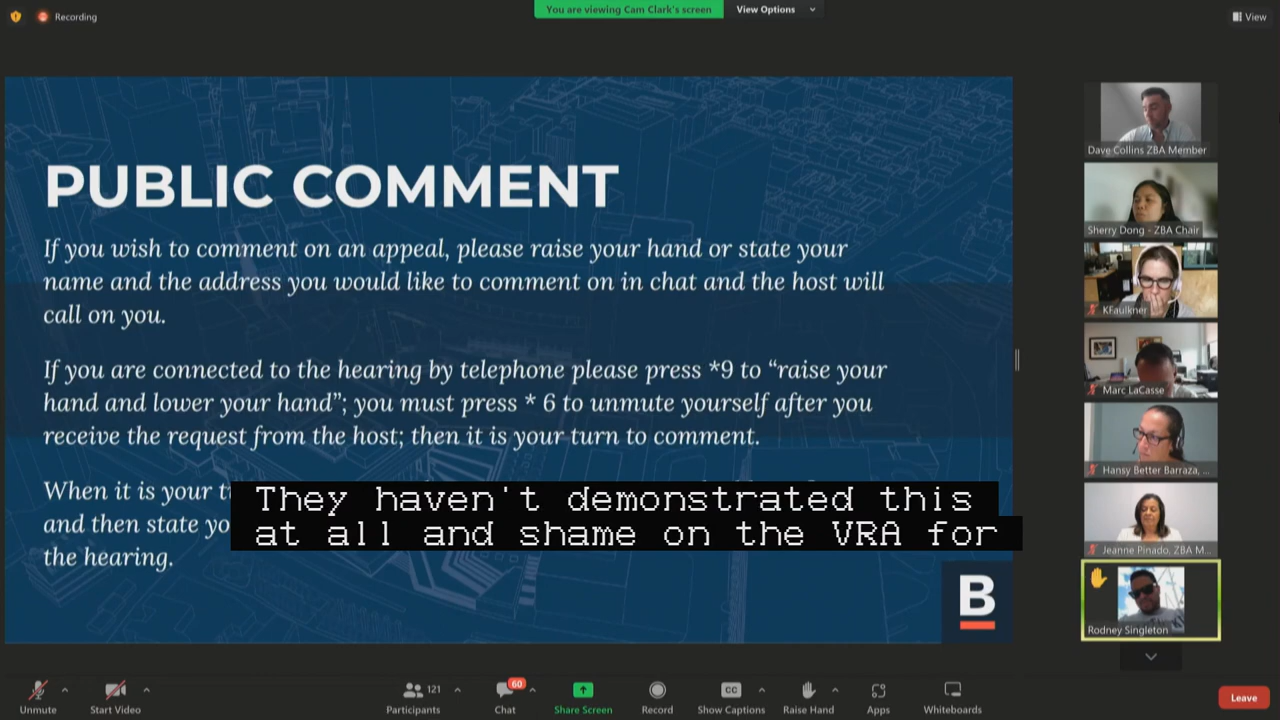 Recording
You are viewing Cam Clark's screen
View Options
View
PUBLIC COMMENT
If you wish to comment on an appeal, please raise your hand or state your
name and the address you would like to comment on in chat and the host will
call on you.
If you are connected to the hearing by telephone please press *9 to “raise your
hand and lower your hand”; you must press * 6 to unmute yourself after you
receive the request from the host; then it is your turn to comment.
When it is your
and then state
the hearing.
They haven't demonstrated this
at all and shame on the VRA for
B
Dave Collins ZBA Member
Sherry Dong - ZBA Chair
KFaulkner
Marc LaCasse
Hansy Better Barraza, ...
Jeanne Pinado, ZBA M...
Rodney Singleton
Unmute
Start Video
121
Participants
60
Chat
Share Screen
Record
CC
Show Captions
Raise Hand
Apps
Whiteboards
Leave